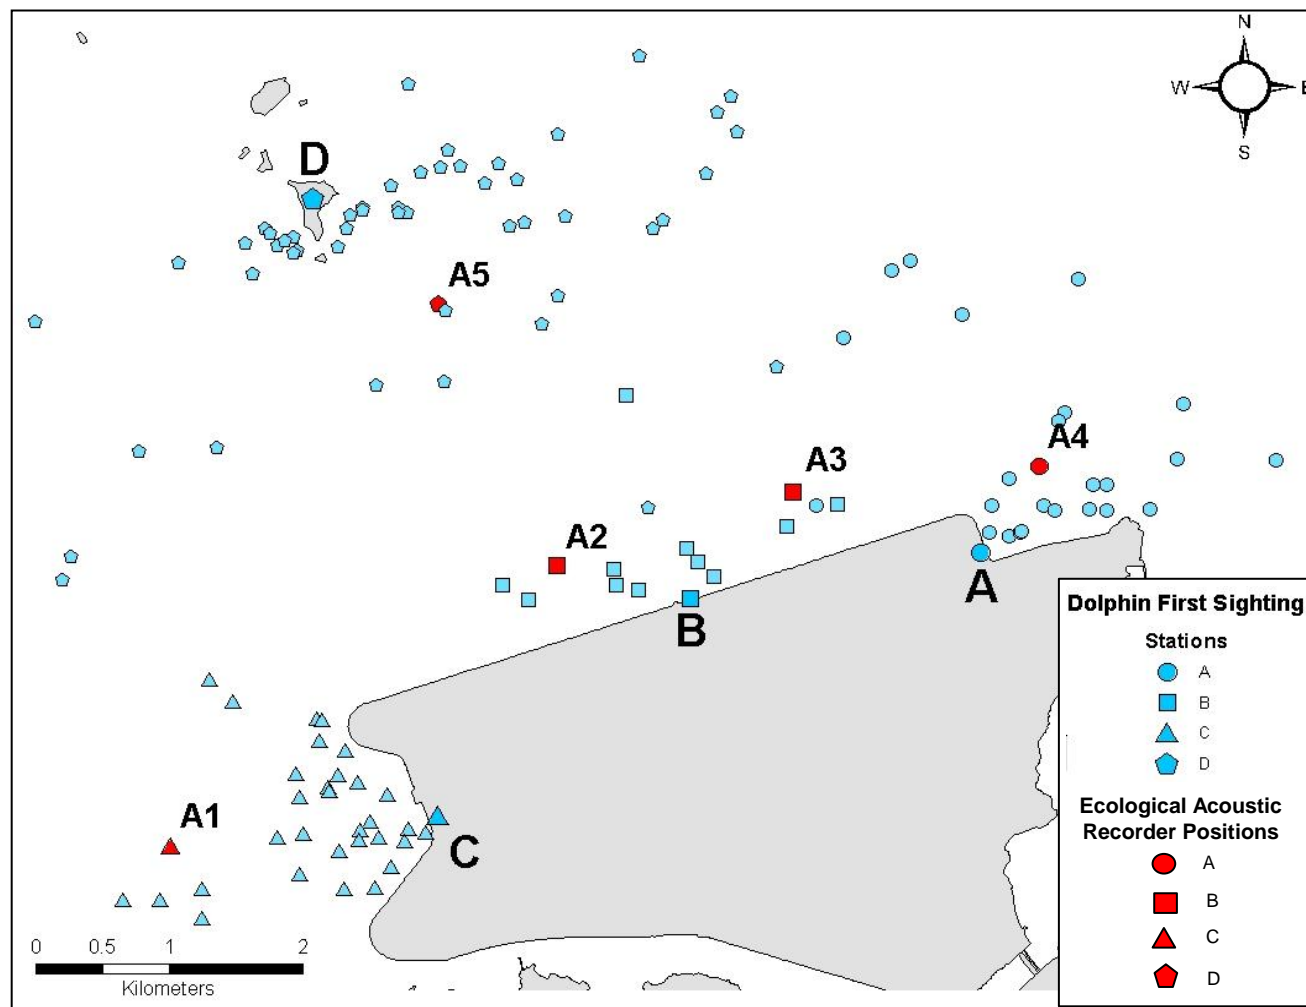 N
W E
S
D
A5
A4
A3
A2
A
B
A1
C
0 0.5 1 2
Kilometers
Dolphin First Sighting
Stations
A
B
C
D
Ecological Acoustic
Recorder Positions
A
B
C
D